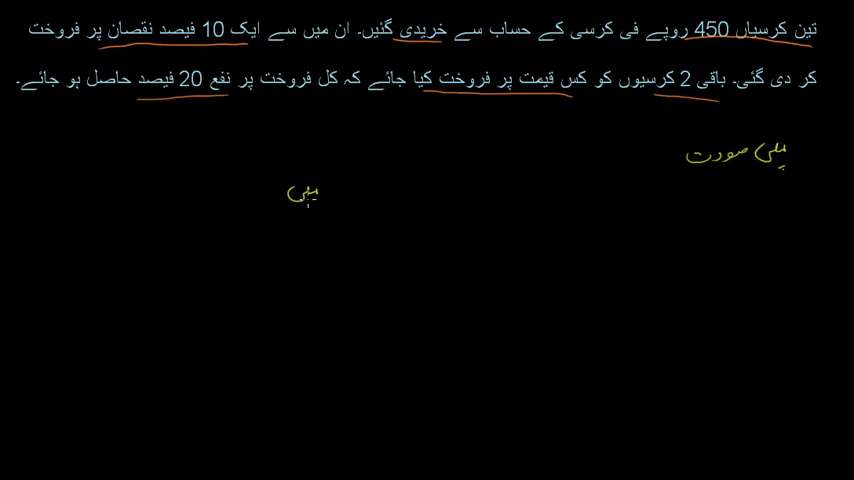 تین کرسیاں 450 روپے فی کرسی کے حساب سے خریدی گئیں۔ ان میں سے ایک 10 فیصد نقصان پر فروخت
کر دی گئی۔ باقی 2 کرسیوں کو کس قیمت پر فروخت کیا جائے کہ کل فروخت پر نفع 20 فیصد حاصل ہو جائے۔
پہلی صورت